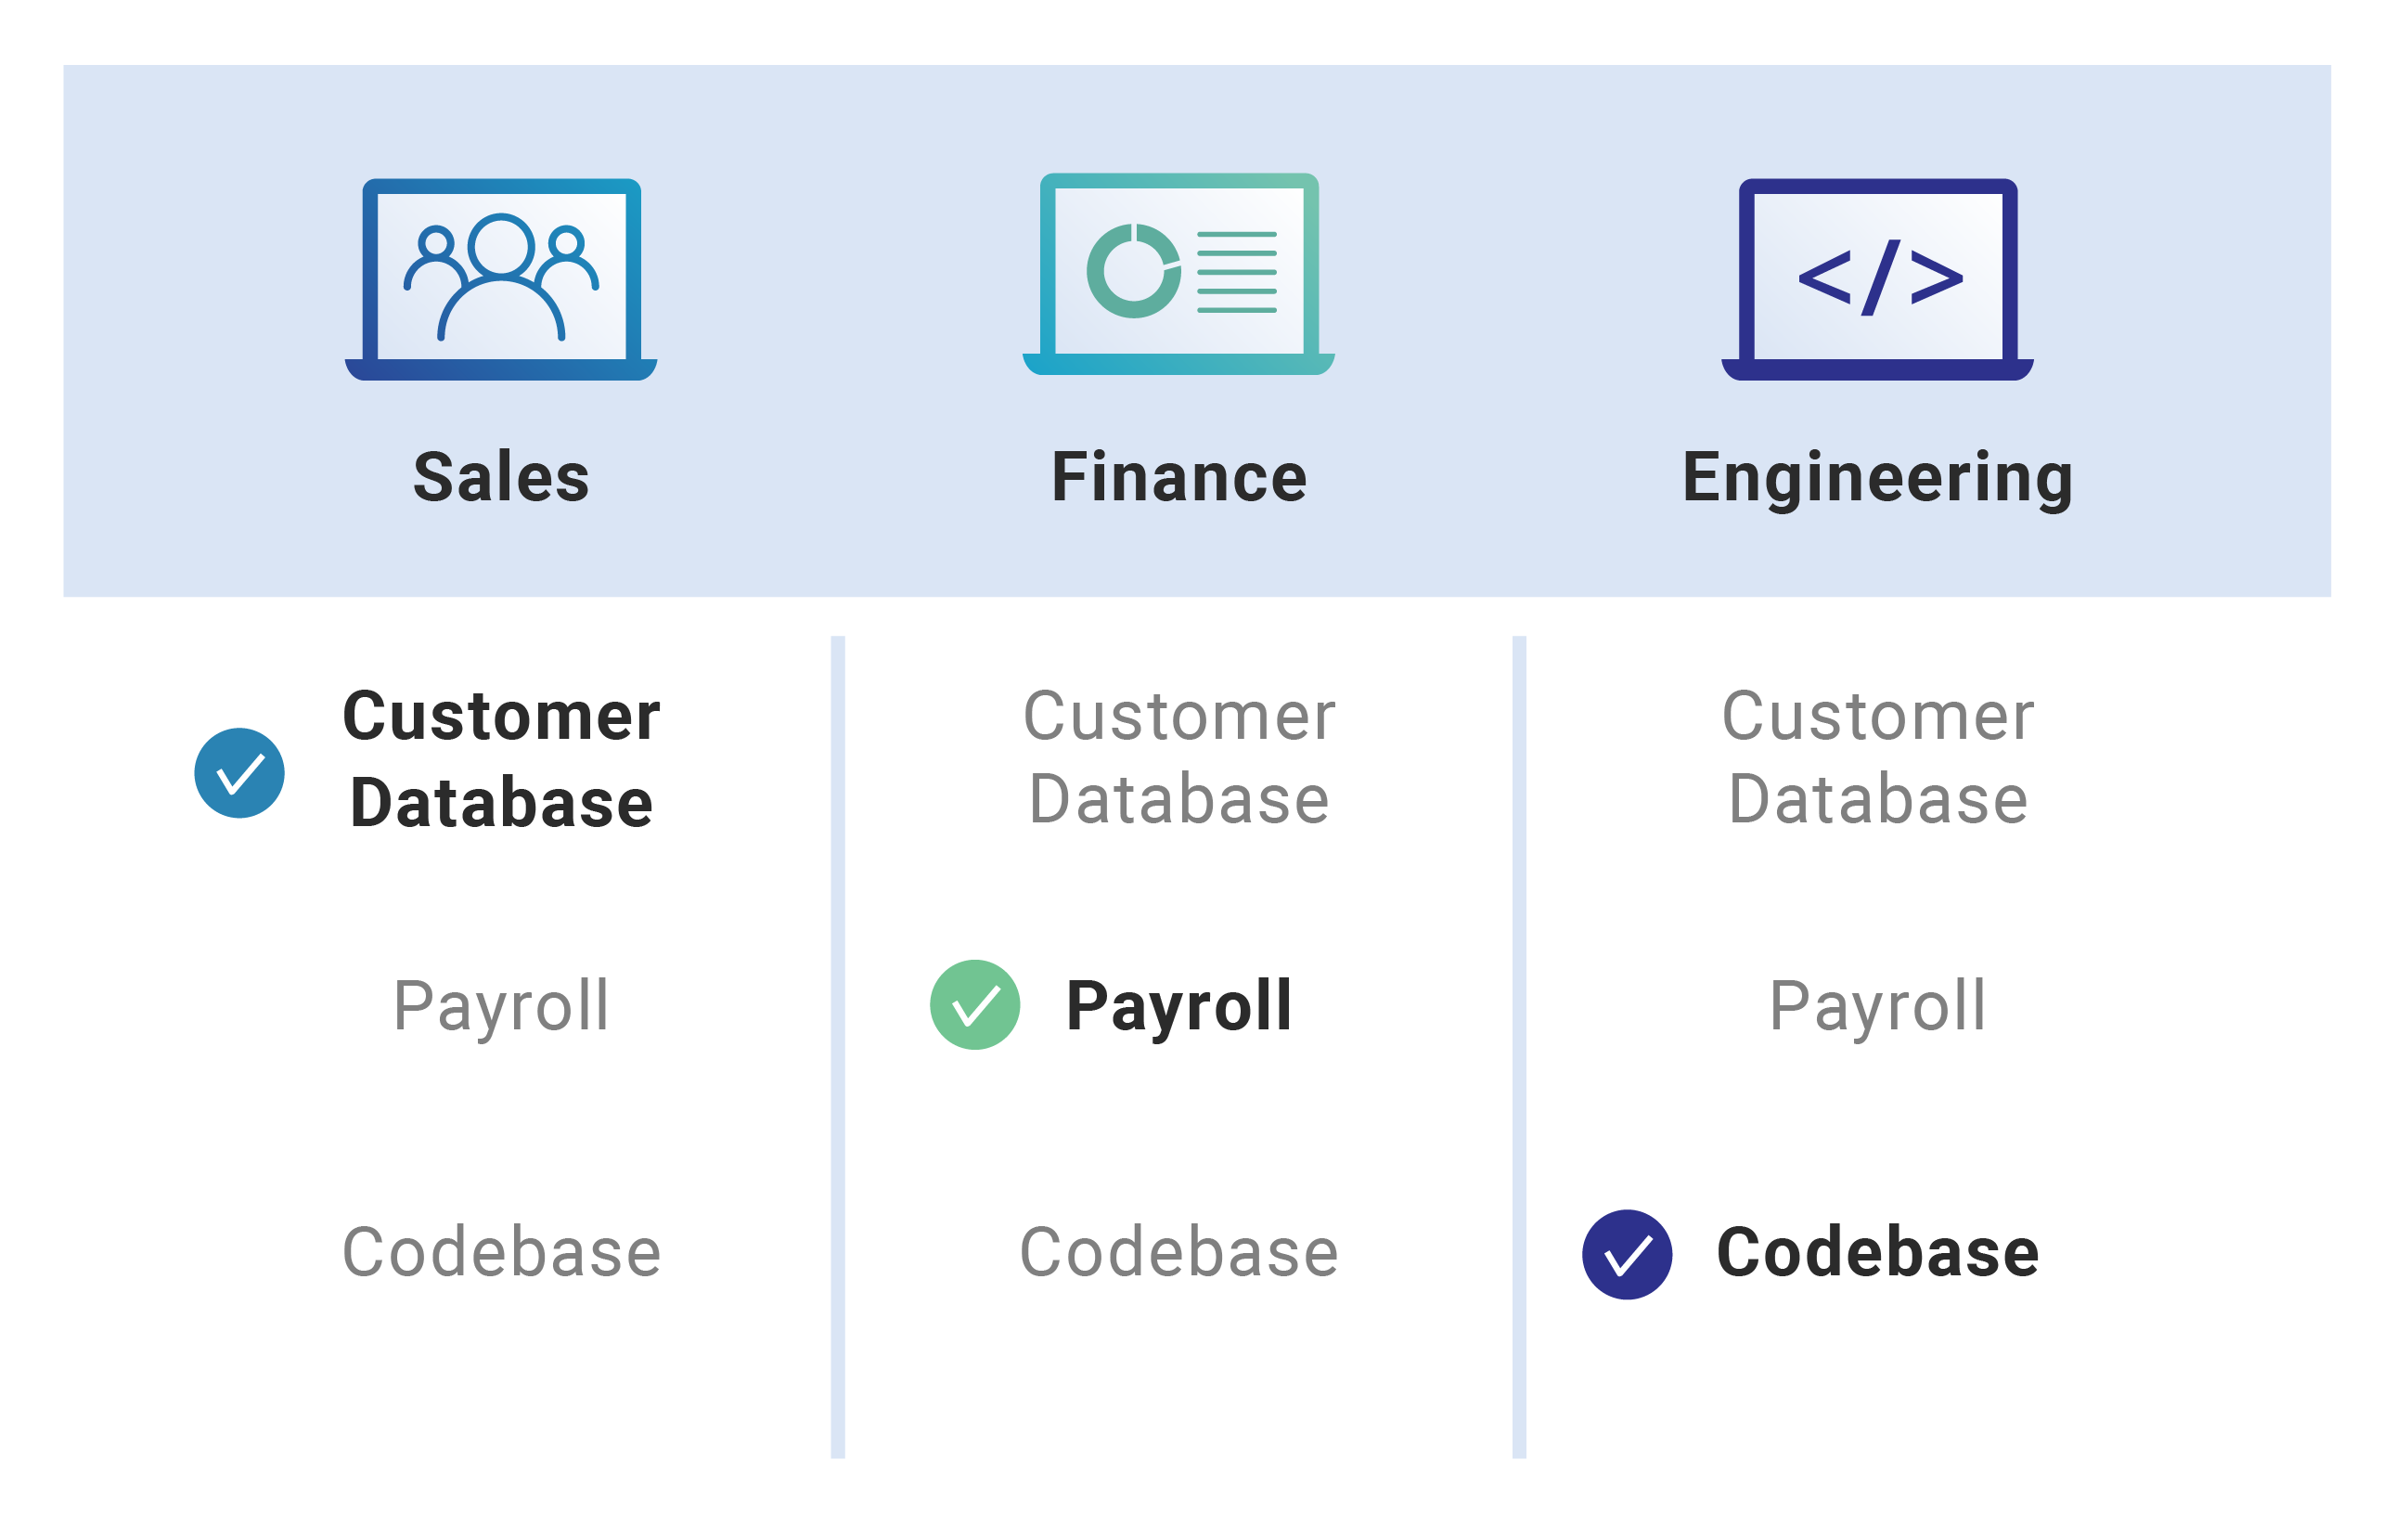 Sales
Finance
Engineering
</>
Customer
Database
Payroll
Codebase
Customer
Database
Payroll
Codebase
Customer
Database
Payroll
Codebase